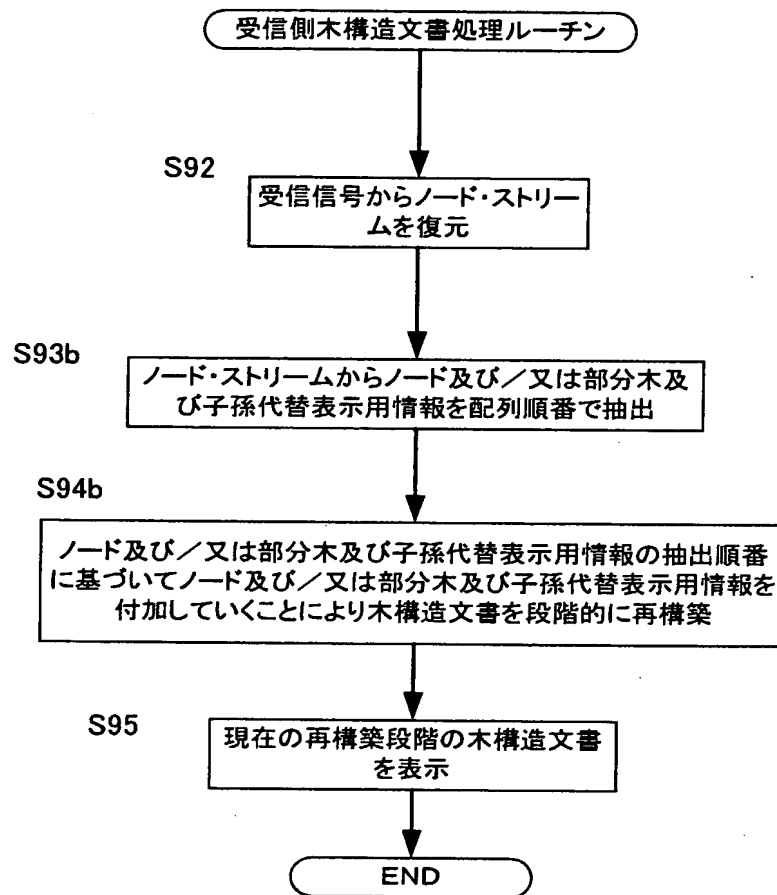 受信側木構造文書処理ルーチン
S92
受信信号からノード・ストリー
ムを復元
S93b
ノード・ストリームからノード及び／又は部分木及
び子孫代替表示用情報を配列順番で抽出
S94b
ノード及び／又は部分木及び子孫代替表示用情報の抽出順番
に基づいてノード及び／又は部分木及び子孫代替表示用情報を
付加していくことにより木構造文書を段階的に再構築
S95
現在の再構築段階の木構造文書
を表示
END